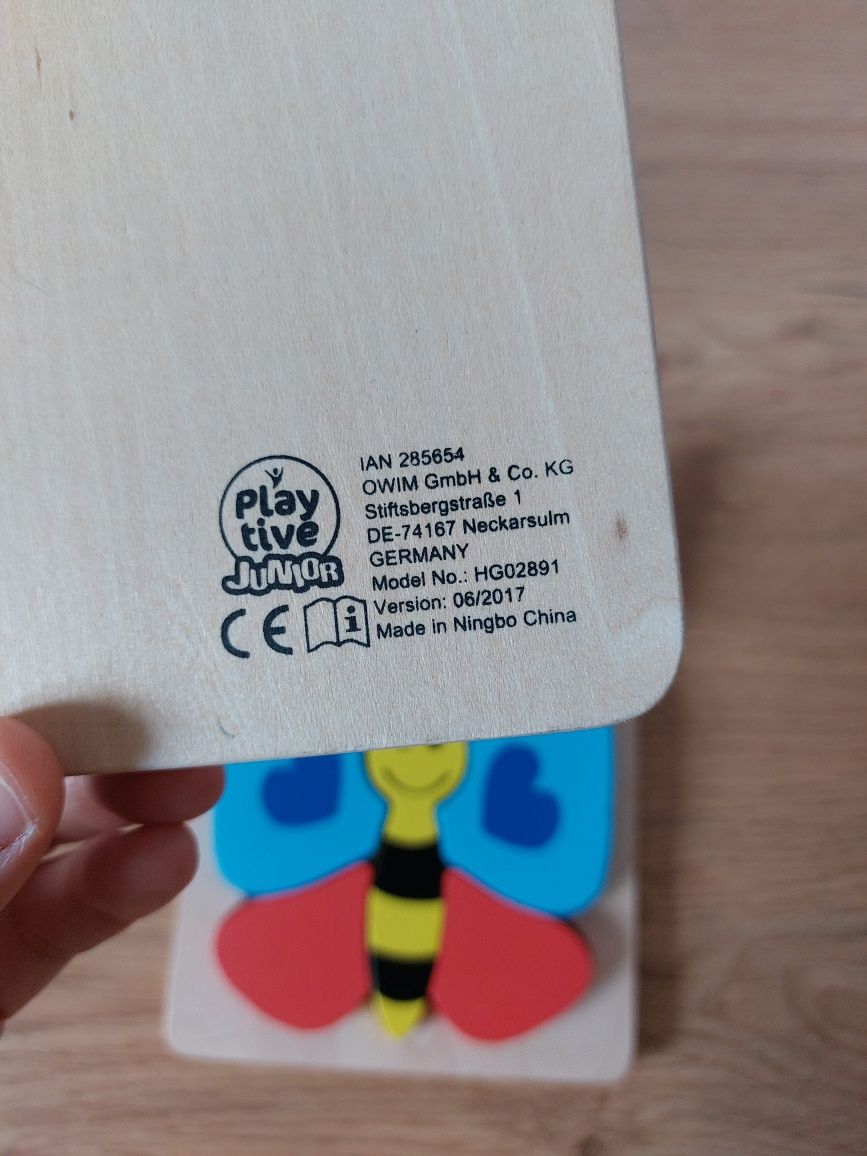 Play
tive
JUNIOR
CE
i
IAN 285654
OWIM GmbH & Co. KG
Stiftsbergstraße 1
DE-74167 Neckarsulm
GERMANY
Model No.: HG02891
Version: 06/2017
Made in Ningbo China